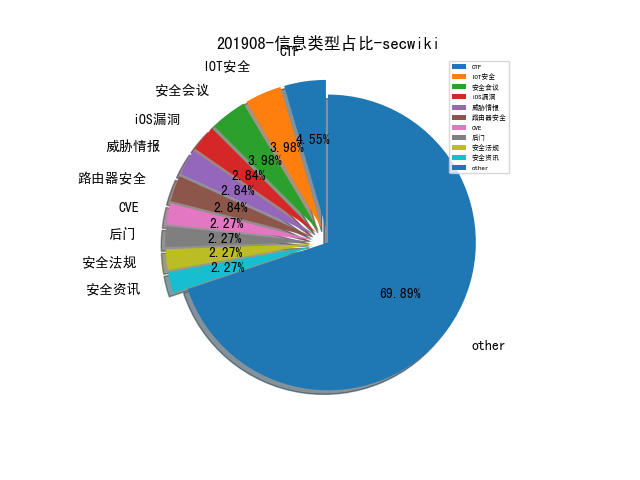 201908-信息类型占比-secwiki
CTF
IOT安全
安全会议
iOS漏洞
威胁情报
路由器安全
CVE
后门
安全法规
安全资讯
other
4.55%
3.98%
3.98%
2.84%
2.84%
2.84%
2.27%
2.27%
2.27%
2.27%
69.89%
CTF
IOT安全
安全会议
iOS漏洞
威胁情报
路由器安全
CVE
后门
安全法规
安全资讯
other